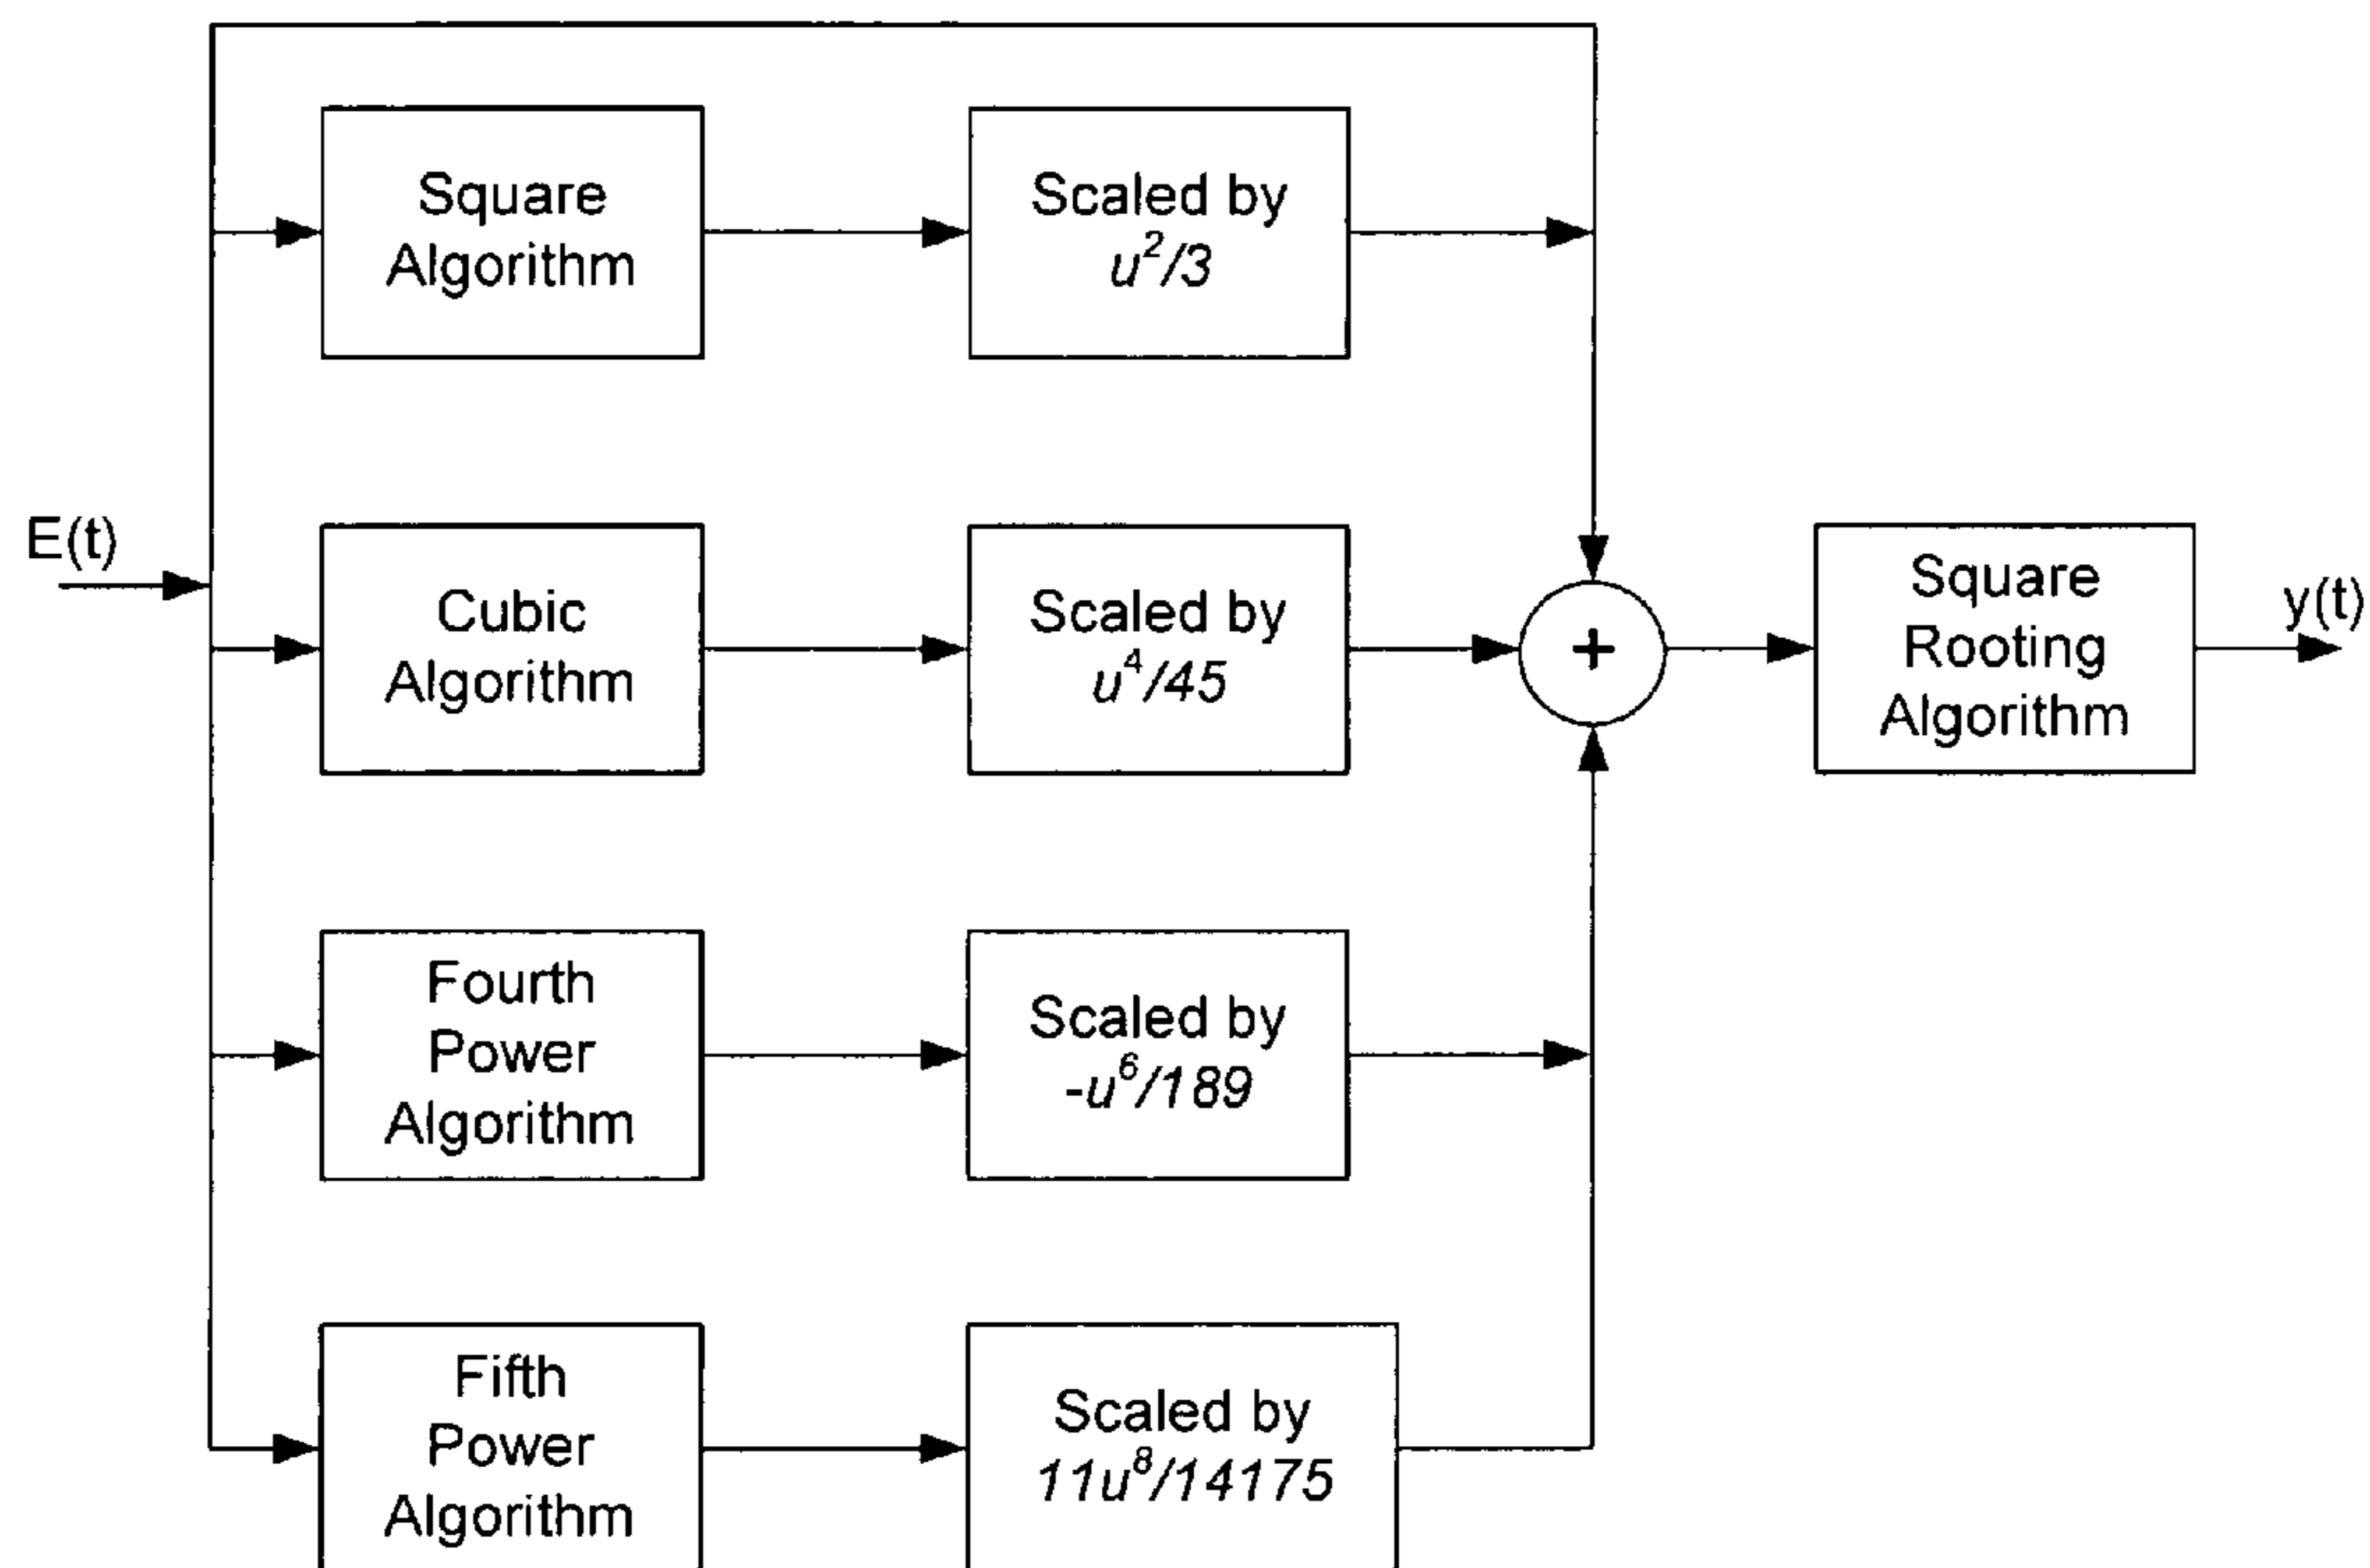 Square
Algorithm
Scaled by
u²/3
E(t)
Cubic
Algorithm
Scaled by
u⁴/45
+
Square
Rooting
Algorithm
y(t)
Fourth
Power
Algorithm
Scaled by
-u⁶/189
Fifth
Power
Algorithm
Scaled by
11u⁸/14175